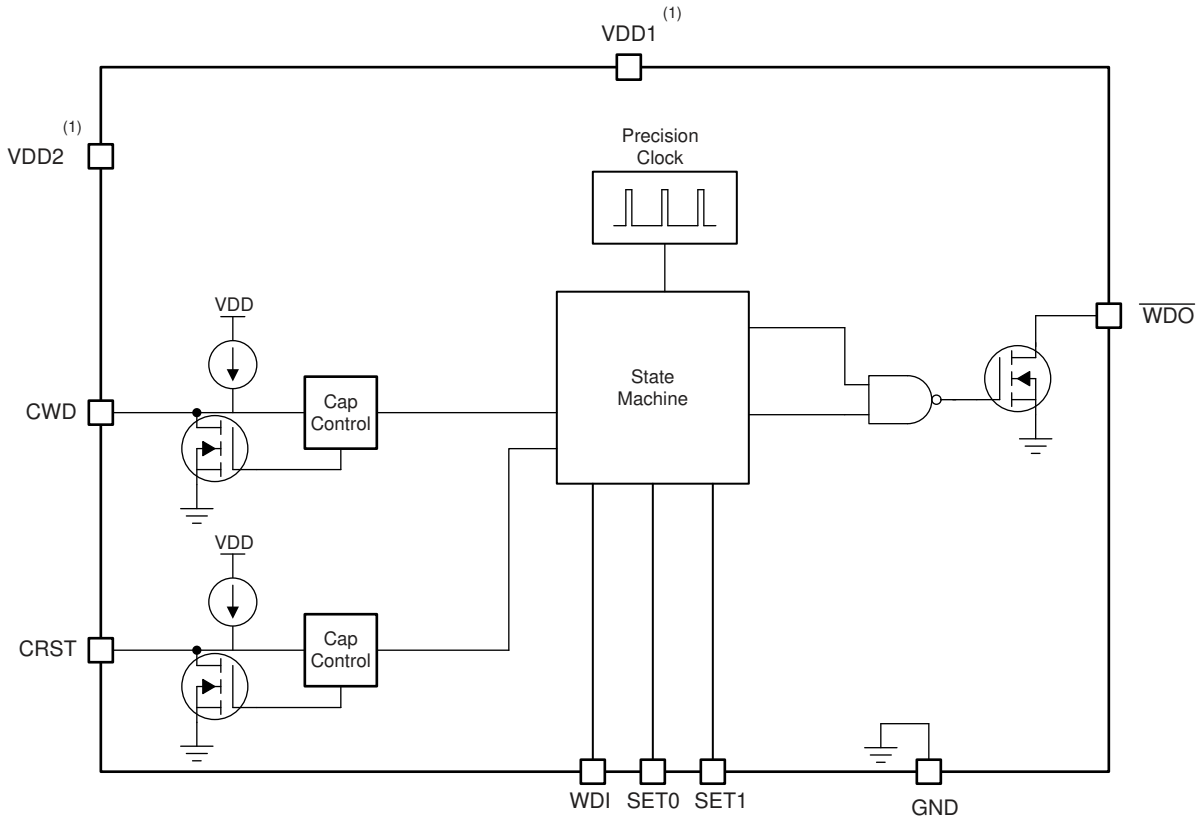 (1)
VDD1
(1)
VDD2
Precision
Clock
VDD
WDO
State
Machine
CWD
Cap
Control
VDD
CRST
Cap
Control
WDI
SET0
SET1
GND